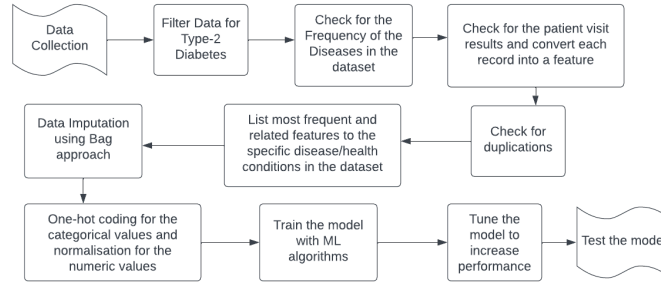 Data
Collection
Filter Data for
Type-2
Diabetes
Check for the
Frequency of the
Diseases in the
dataset
Check for the patient visit
results and convert each
record into a feature
Check for
duplications
List most frequent and
related features to the
specific disease/health
conditions in the dataset
Data Imputation
using Bag
approach
One-hot coding for the
categorical values and
normalisation for the
numeric values
Train the model
with ML
algorithms
Tune the
model to
increase
performance
Test the mode